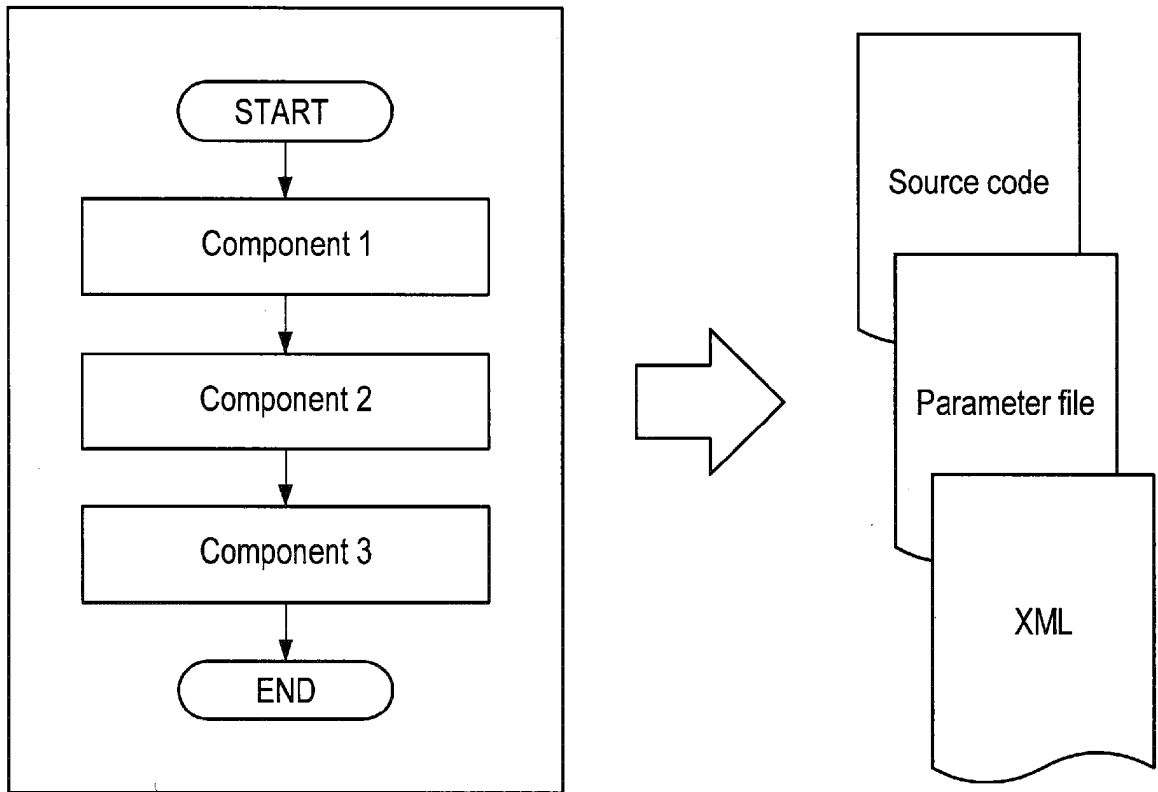 START
Component 1
Component 2
Component 3
END
Source code
Parameter file
XML